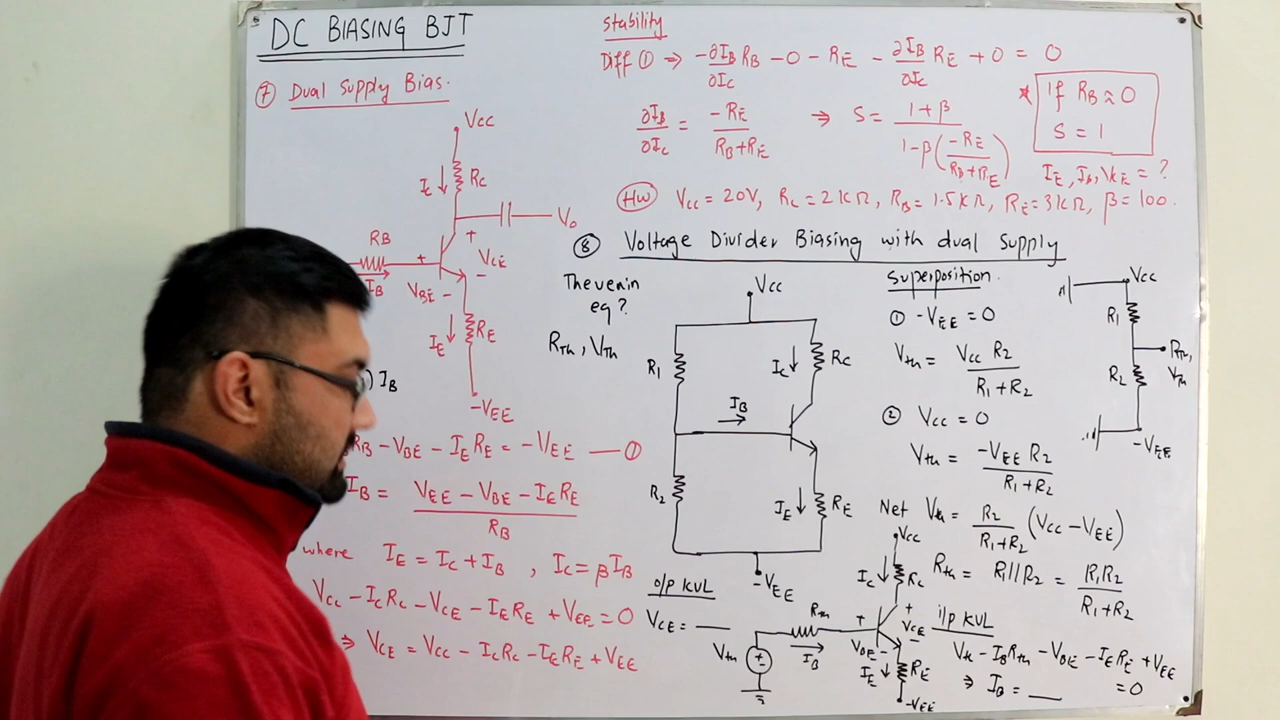 DC BIASING BJT
⑦ Dual Supply Bias.
Vcc
Ic ↓ Rc
Vo
RB
+
+
VCE
-
IB
VBE -
IE ↓ RE
) IB
-VEE
RB - VBE - IERE = -VEE — ①
IB = VEE - VBE - IERE / RB
where IE = Ic + IB , Ic = βIB
Vcc - IcRc - VCE - IERE + VEE = 0
⇒ VCE = Vcc - IcRc - IERE + VEE
Stability
Diff ① ⇒ -∂IB/∂Ic RB - 0 - RE - ∂IB/∂Ic RE + 0 = 0
∂IB/∂Ic = -RE / RB+RE ⇒ S = 1+β / 1-β(-RE / RB+RE)
* If RB ≈ 0
S = 1
IE, IB, VCE = ?
HW Vcc = 20V, Rc = 2KΩ, RB = 1.5KΩ, RE = 3KΩ, β = 100.
⑧ Voltage Divider Biasing with dual Supply
Thevenin
eq?
RTh, VTh
Vcc
R1
Ic ↓ Rc
IB
R2
IE ↓ RE
-VEE
Superposition.
① -VEE = 0
Vth = Vcc R2 / R1+R2
② Vcc = 0
Vth = -VEE R2 / R1+R2
Net Vth = R2 / R1+R2 (Vcc - VEE)
Rth = R1//R2 = R1R2 / R1+R2
Vcc
R1
RTh,
VTh
R2
-VEE
o/p KVL
VCE = —
Vcc
Ic ↓ Rc
Rth
+
+
VCE
-
Vth
+
IB
VBE -
IE ↓ RE
-VEE
i/p KVL
Vth - IBRth - VBE - IERE + VEE
= 0
⇒ IB = —